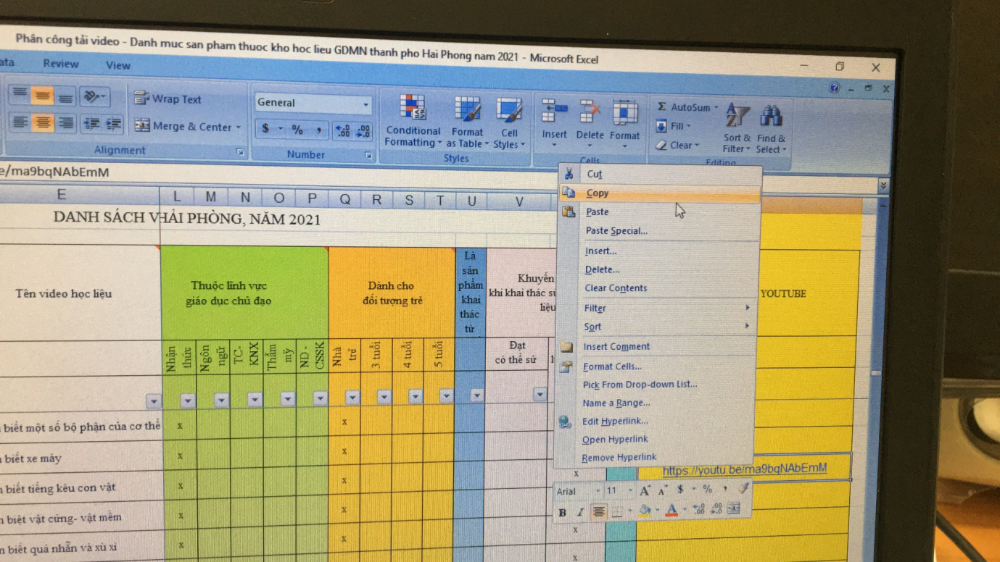 Phân công tải video - Danh muc san pham thuoc kho hoc lieu GDMN thanh pho Hai Phong nam 2021 - Microsoft Excel
Review View
Wrap Text
General
Merge & Center
$ % ,
Conditional Formatting
Format as Table
Cell Styles
Insert
Delete
Format
Σ AutoSum
Fill
Clear
Sort & Filter
Find & Select
Alignment
Number
Styles
Cells
Editing
e/ma9bqNAbEmM
E L M N O P Q R S T U V
DANH SÁCH VHẢI PHÒNG, NĂM 2021
Tên video học liệu
Thuộc lĩnh vực
giáo dục chủ đạo
Dành cho
đối tượng trẻ
Là
sản
phẩm
khai
thác
từ
Khuyến
khi khai thác
liệu
YOUTUBE
Nhận thức
Ngôn ngữ
TC-KNX
Thẩm mỹ
ND - CSSK
Nhà trẻ
3 tuổi
4 tuổi
5 tuổi
Đạt
có thể sử
Cut
Copy
Paste
Paste Special...
Insert...
Delete...
Clear Contents
Filter
Sort
Insert Comment
Format Cells...
Pick From Drop-down List...
Name a Range...
Edit Hyperlink...
Open Hyperlink
Remove Hyperlink
biết một số bộ phận của cơ thể x x
biết xe máy x x
https://youtu.be/ma9bqNAbEmM
x
biết tiếng kêu con vật x x
Arial 11 A A $ % ,
B I A
biệt vật cứng- vật mềm x x
x
biết quả nhẵn và xù xì x x
x